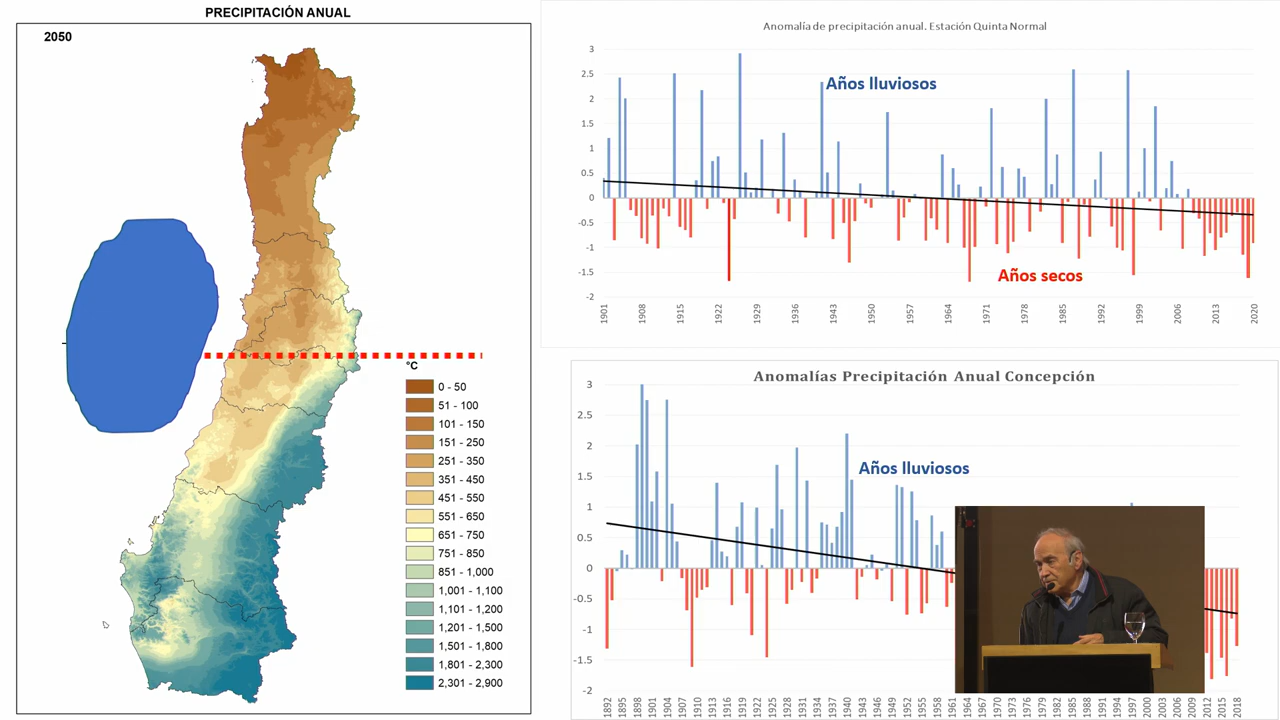 PRECIPITACIÓN ANUAL
2050
°C
0 - 50
51 - 100
101 - 150
151 - 250
251 - 350
351 - 450
451 - 550
551 - 650
651 - 750
751 - 850
851 - 1,000
1,001 - 1,100
1,101 - 1,200
1,201 - 1,500
1,501 - 1,800
1,801 - 2,300
2,301 - 2,900
Anomalía de precipitación anual. Estación Quinta Normal
3
2.5
2
1.5
1
0.5
0
-0.5
-1
-1.5
-2
Años lluviosos
Años secos
1901 1908 1915 1922 1929 1936 1943 1950 1957 1964 1971 1978 1985 1992 1999 2006 2013 2020
Anomalías Precipitación Anual Concepción
3
2.5
2
1.5
1
0.5
0
-0.5
-1
-1.5
-2
Años lluviosos
1892 1895 1898 1901 1904 1907 1910 1913 1916 1919 1922 1925 1928 1931 1934 1937 1940 1943 1946 1949 1952 1955 1958 1961 1964 1967 1970 1973 1976 1979 1982 1985 1988 1991 1994 1997 2000 2003 2006 2009 2012 2015 2018